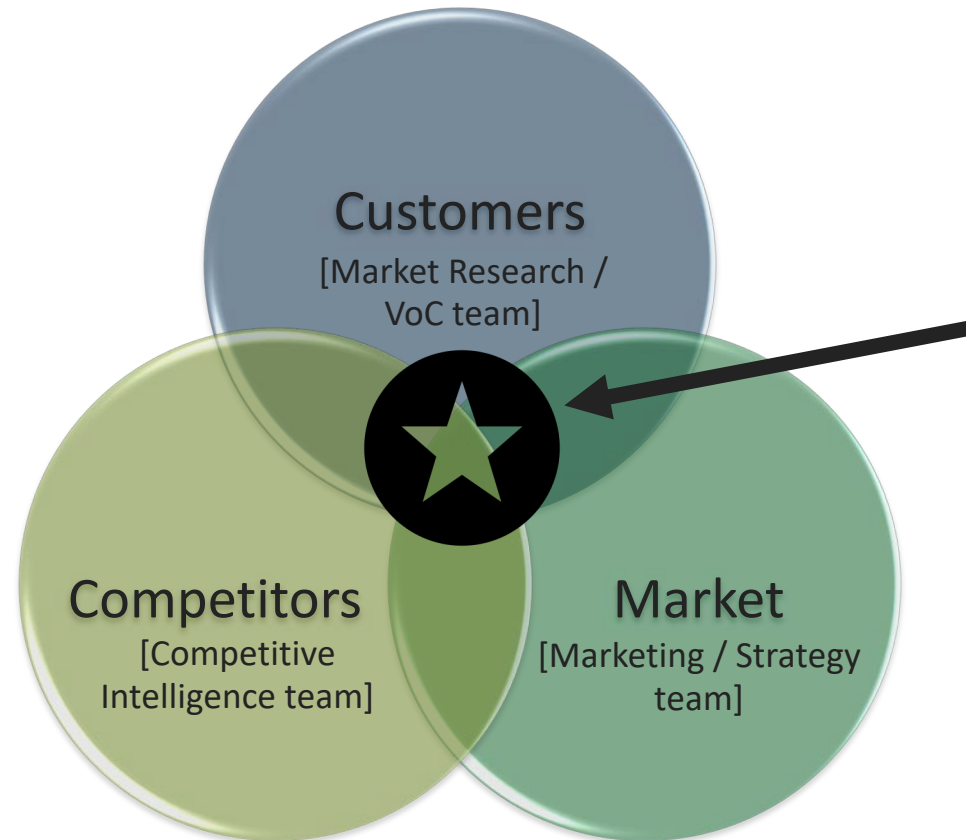 Customers
[Market Research /
VoC team]
Competitors
[Competitive
Intelligence team]
Market
[Marketing / Strategy
team]